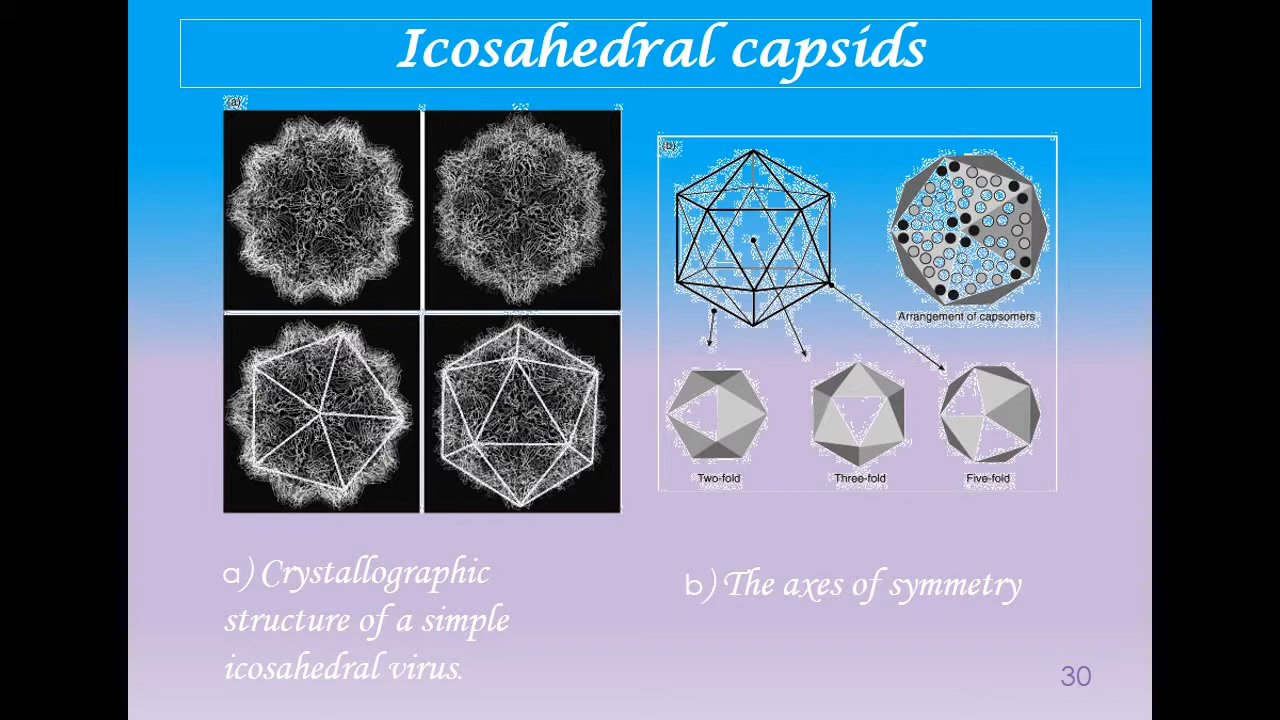 Icosahedral capsids
(a)
(b)
Arrangement of capsomers
Two-fold
Three-fold
Five-fold
a) Crystallographic
structure of a simple
icosahedral virus.
b) The axes of symmetry
30